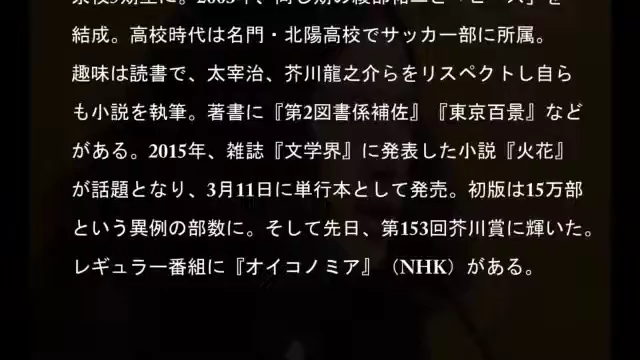 結成。高校時代は名門・北陽高校でサッカー部に所属。
趣味は読書で、太宰治、芥川龍之介らをリスペクトし自ら
も小説を執筆。著書に『第2図書係補佐』『東京百景』など
がある。2015年、雑誌『文学界』に発表した小説『火花』
が話題となり、3月11日に単行本として発売。初版は15万部
という異例の部数に。そして先日、第153回芥川賞に輝いた。
レギュラー番組に『オイコノミア』（NHK）がある。